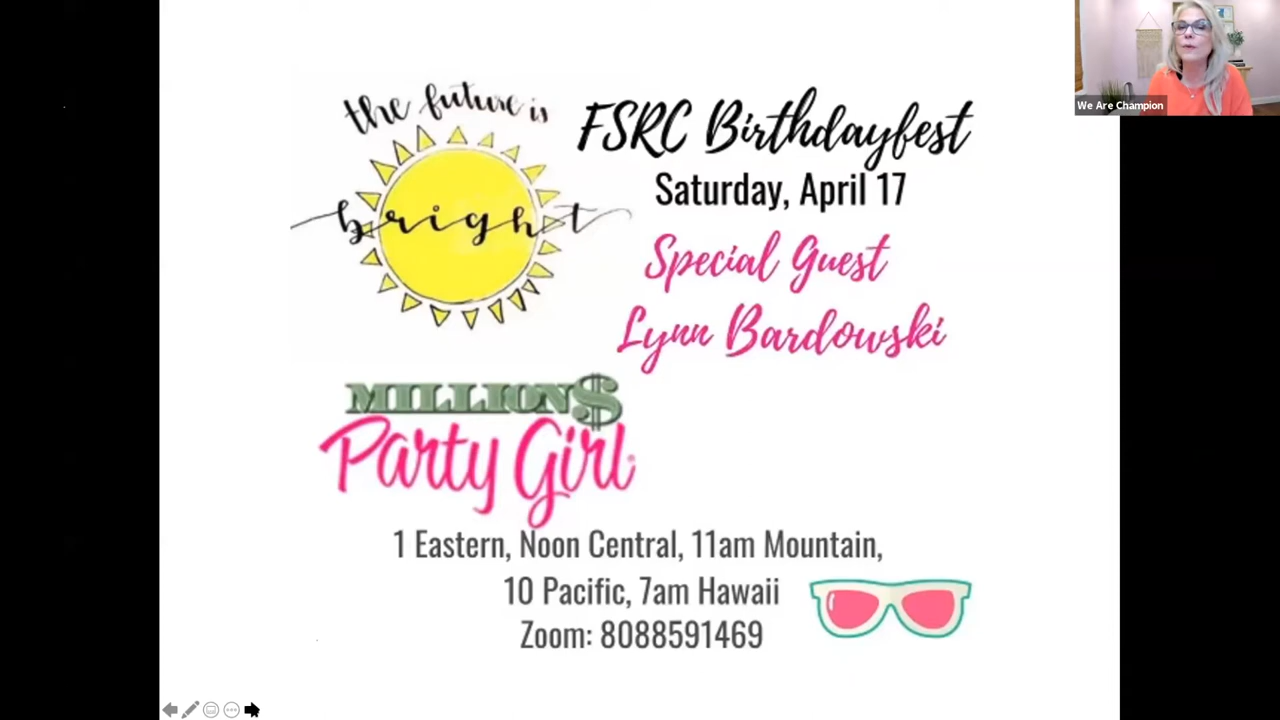 the future is
bright
FSRC Birthdayfest
Saturday, April 17
Special Guest
Lynn Bardowski
MILLION$
Party Girl
1 Eastern, Noon Central, 11am Mountain,
10 Pacific, 7am Hawaii
Zoom: 8088591469
We Are Champion